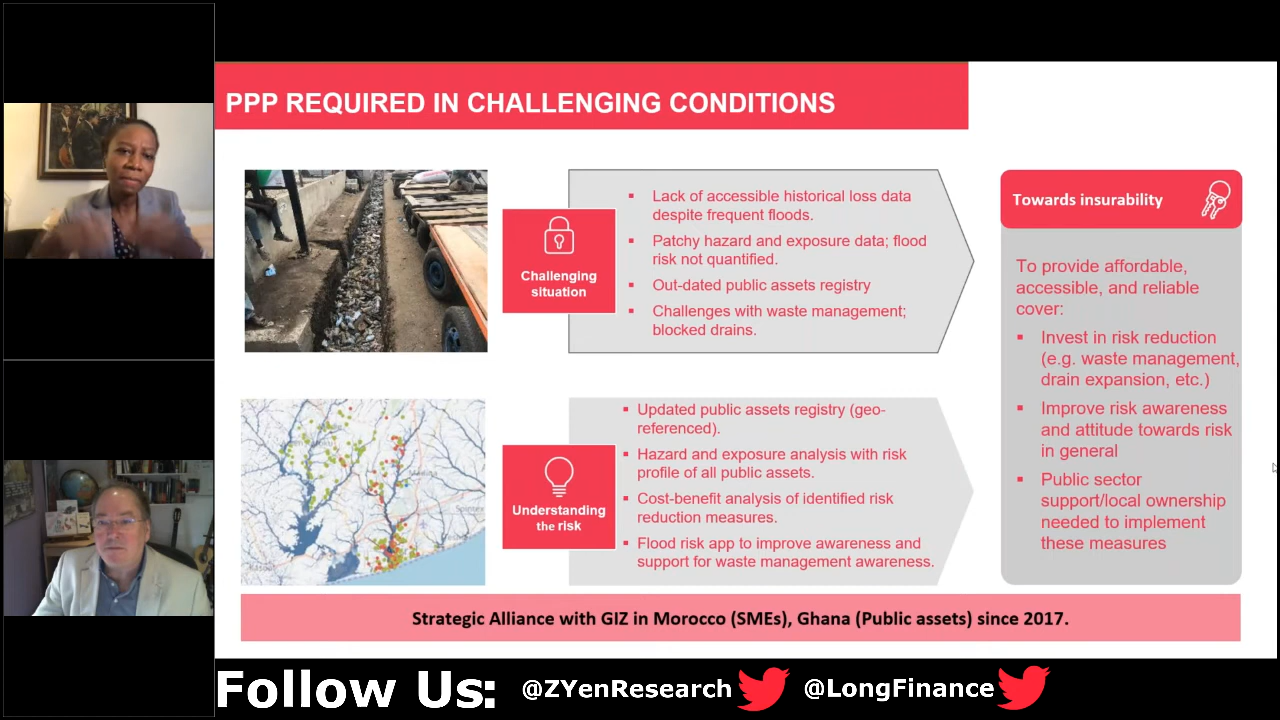 PPP REQUIRED IN CHALLENGING CONDITIONS
Challenging
situation
▪ Lack of accessible historical loss data
despite frequent floods.
▪ Patchy hazard and exposure data; flood
risk not quantified.
▪ Out-dated public assets registry
▪ Challenges with waste management;
blocked drains.
Understanding
the risk
▪ Updated public assets registry (geo-
referenced).
▪ Hazard and exposure analysis with risk
profile of all public assets.
▪ Cost-benefit analysis of identified risk
reduction measures.
▪ Flood risk app to improve awareness and
support for waste management awareness.
Towards insurability
To provide affordable,
accessible, and reliable
cover:
▪ Invest in risk reduction
(e.g. waste management,
drain expansion, etc.)
▪ Improve risk awareness
and attitude towards risk
in general
▪ Public sector
support/local ownership
needed to implement
these measures
Strategic Alliance with GIZ in Morocco (SMEs), Ghana (Public assets) since 2017.
Follow Us: @ZYenResearch @LongFinance